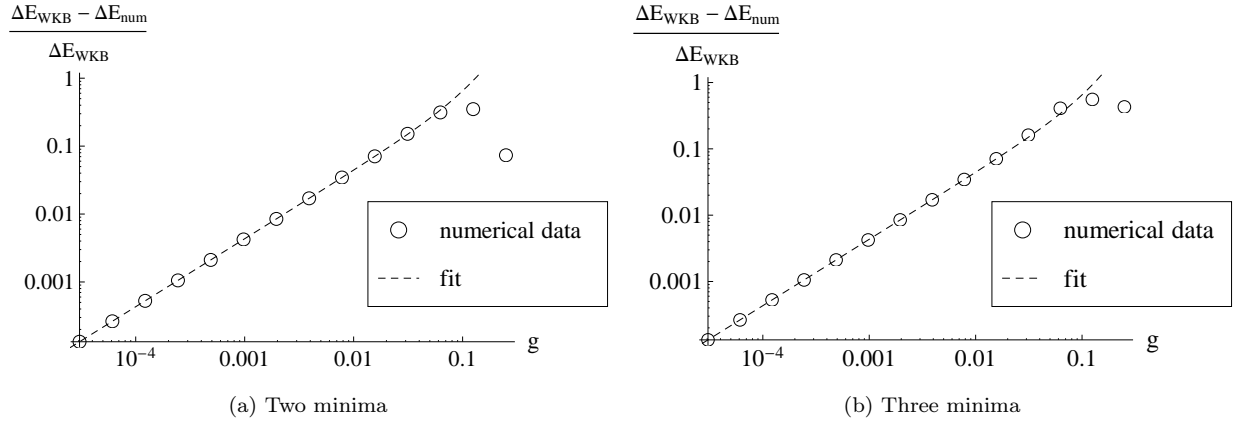 ΔE_WKB − ΔE_num
ΔE_WKB
1
0.1
0.01
0.001
10⁻⁴
0.001
0.01
0.1
g
numerical data
fit
(a) Two minima
ΔE_WKB − ΔE_num
ΔE_WKB
1
0.1
0.01
0.001
10⁻⁴
0.001
0.01
0.1
g
numerical data
fit
(b) Three minima